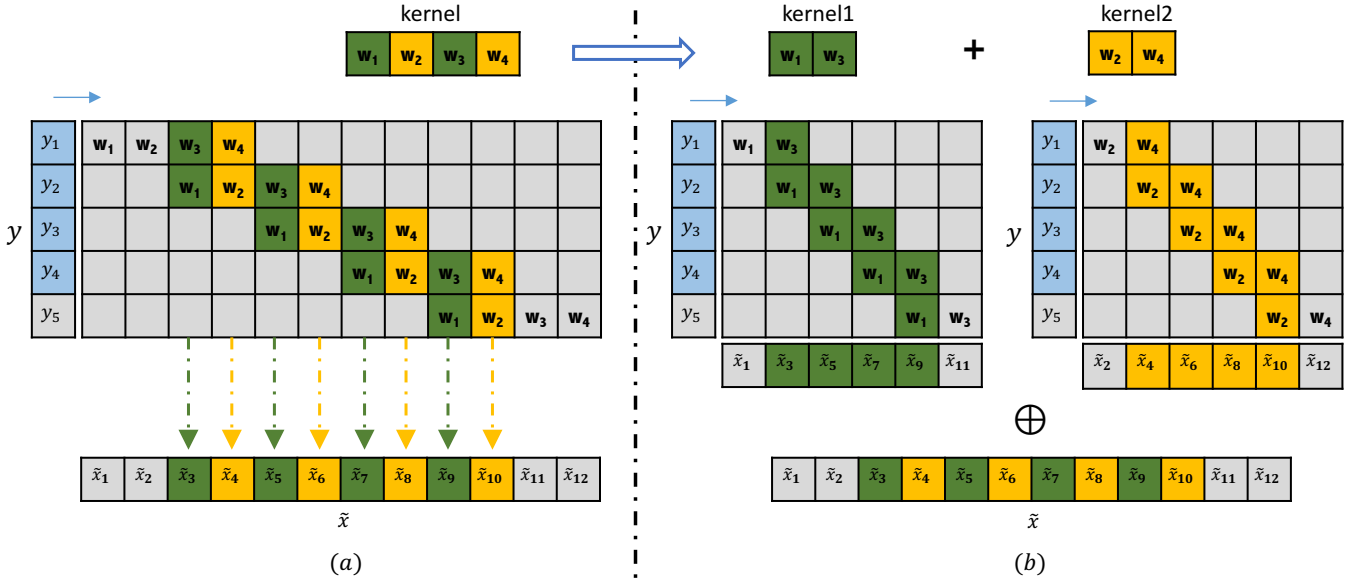 kernel
w₁ w₂ w₃ w₄
y₁ w₁ w₂ w₃ w₄
y₂ w₁ w₂ w₃ w₄
y y₃ w₁ w₂ w₃ w₄
y₄ w₁ w₂ w₃ w₄
y₅ w₁ w₂ w₃ w₄
x̃₁ x̃₂ x̃₃ x̃₄ x̃₅ x̃₆ x̃₇ x̃₈ x̃₉ x̃₁₀ x̃₁₁ x̃₁₂
x̃
(a)
kernel1 kernel2
w₁ w₃ + w₂ w₄
y₁ w₁ w₃
y₂ w₁ w₃
y y₃ w₁ w₃
y₄ w₁ w₃
y₅ w₁ w₃
x̃₁ x̃₃ x̃₅ x̃₇ x̃₉ x̃₁₁
y₁ w₂ w₄
y₂ w₂ w₄
y y₃ w₂ w₄
y₄ w₂ w₄
y₅ w₂ w₄
x̃₂ x̃₄ x̃₆ x̃₈ x̃₁₀ x̃₁₂
⊕
x̃₁ x̃₂ x̃₃ x̃₄ x̃₅ x̃₆ x̃₇ x̃₈ x̃₉ x̃₁₀ x̃₁₁ x̃₁₂
x̃
(b)